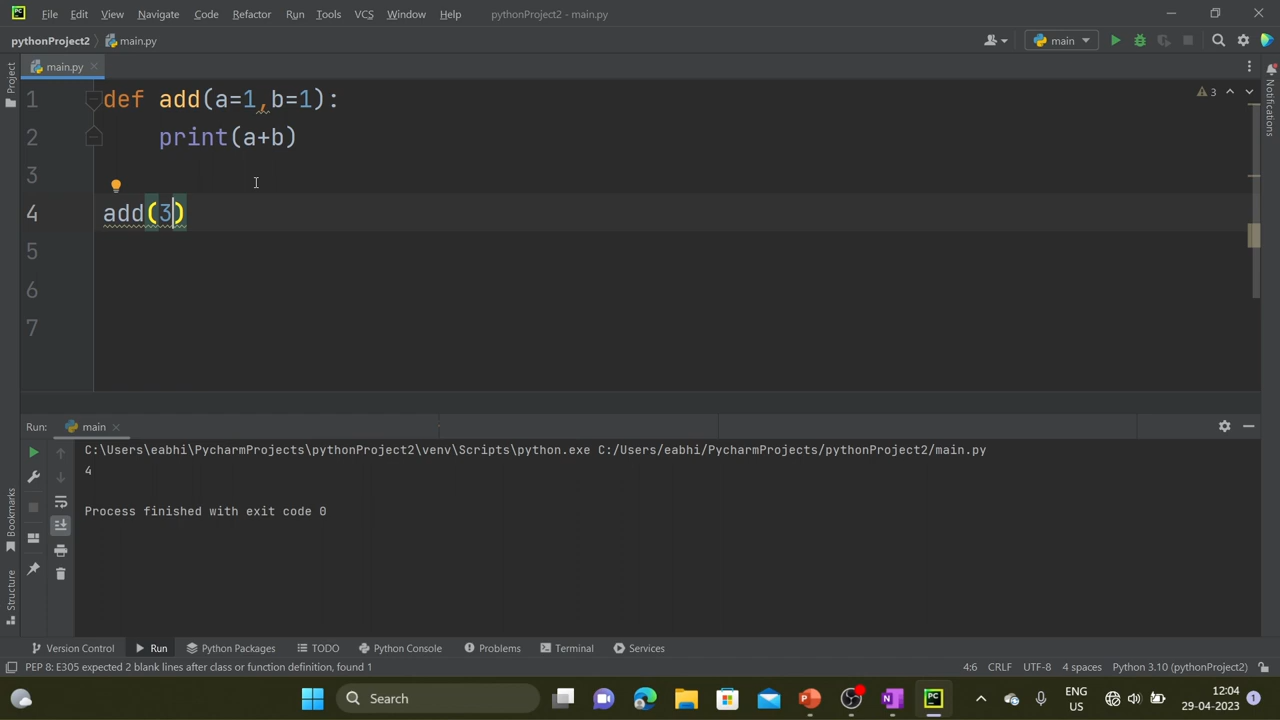 File Edit View Navigate Code Refactor Run Tools VCS Window Help pythonProject2 - main.py
pythonProject2 main.py main
main.py
1 def add(a=1,b=1): 3
2 print(a+b)
3
4 add(3)
5
6
7
Project
Notifications
Bookmarks
Structure
Run: main
C:\Users\eabhi\PycharmProjects\pythonProject2\venv\Scripts\python.exe C:/Users/eabhi/PycharmProjects/pythonProject2/main.py
4
Process finished with exit code 0
Version Control Run Python Packages TODO Python Console Problems Terminal Services
PEP 8: E305 expected 2 blank lines after class or function definition, found 1 4:6 CRLF UTF-8 4 spaces Python 3.10 (pythonProject2)
Search ENG US 12:04 29-04-2023 1